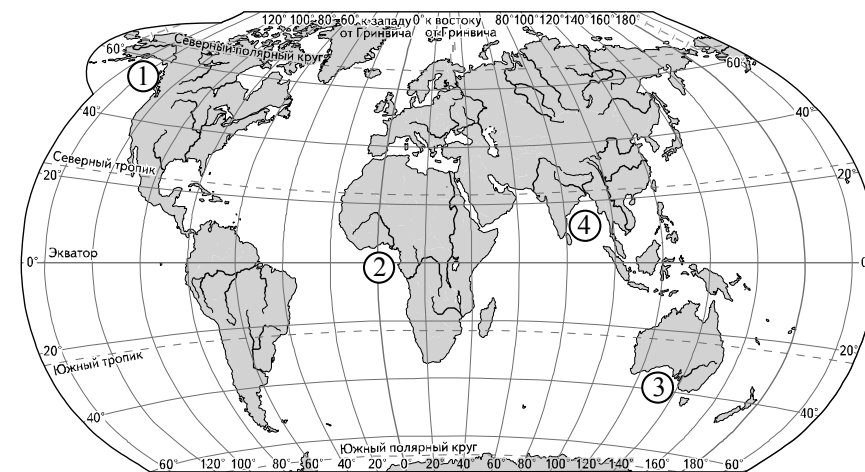 120° 100° 80° 60° к западу 0° к востоку 80° 100° 120° 140° 160° 180°
от Гринвича от Гринвича
60° Северный полярный круг 60°
1
40° 40°
Северный тропик
20° 20°
4
Экватор
0° 2 0
20° 20°
Южный тропик
3
40° 40°
Южный полярный круг
60° 120° 100° 80° 60° 40° 20° 0° 20° 40° 60° 80° 100° 120° 140° 160° 180° 60°